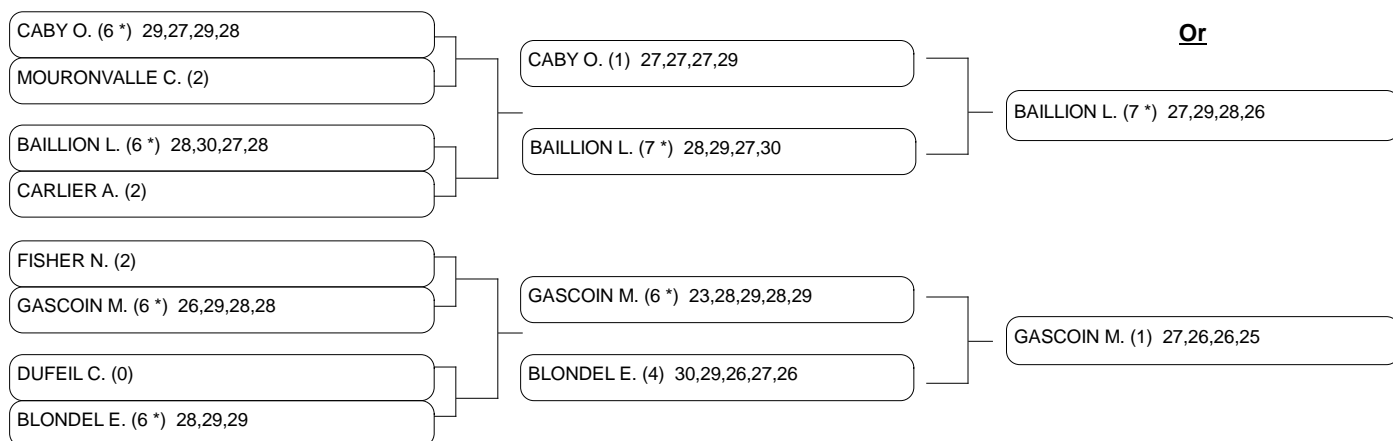 CABY O. (6 *) 29,27,29,28
MOURONVALLE C. (2)
BAILLION L. (6 *) 28,30,27,28
CARLIER A. (2)
FISHER N. (2)
GASCOIN M. (6 *) 26,29,28,28
DUFEIL C. (0)
BLONDEL E. (6 *) 28,29,29
CABY O. (1) 27,27,27,29
BAILLION L. (7 *) 28,29,27,30
GASCOIN M. (6 *) 23,28,29,28,29
BLONDEL E. (4) 30,29,26,27,26
Or
BAILLION L. (7 *) 27,29,28,26
GASCOIN M. (1) 27,26,26,25